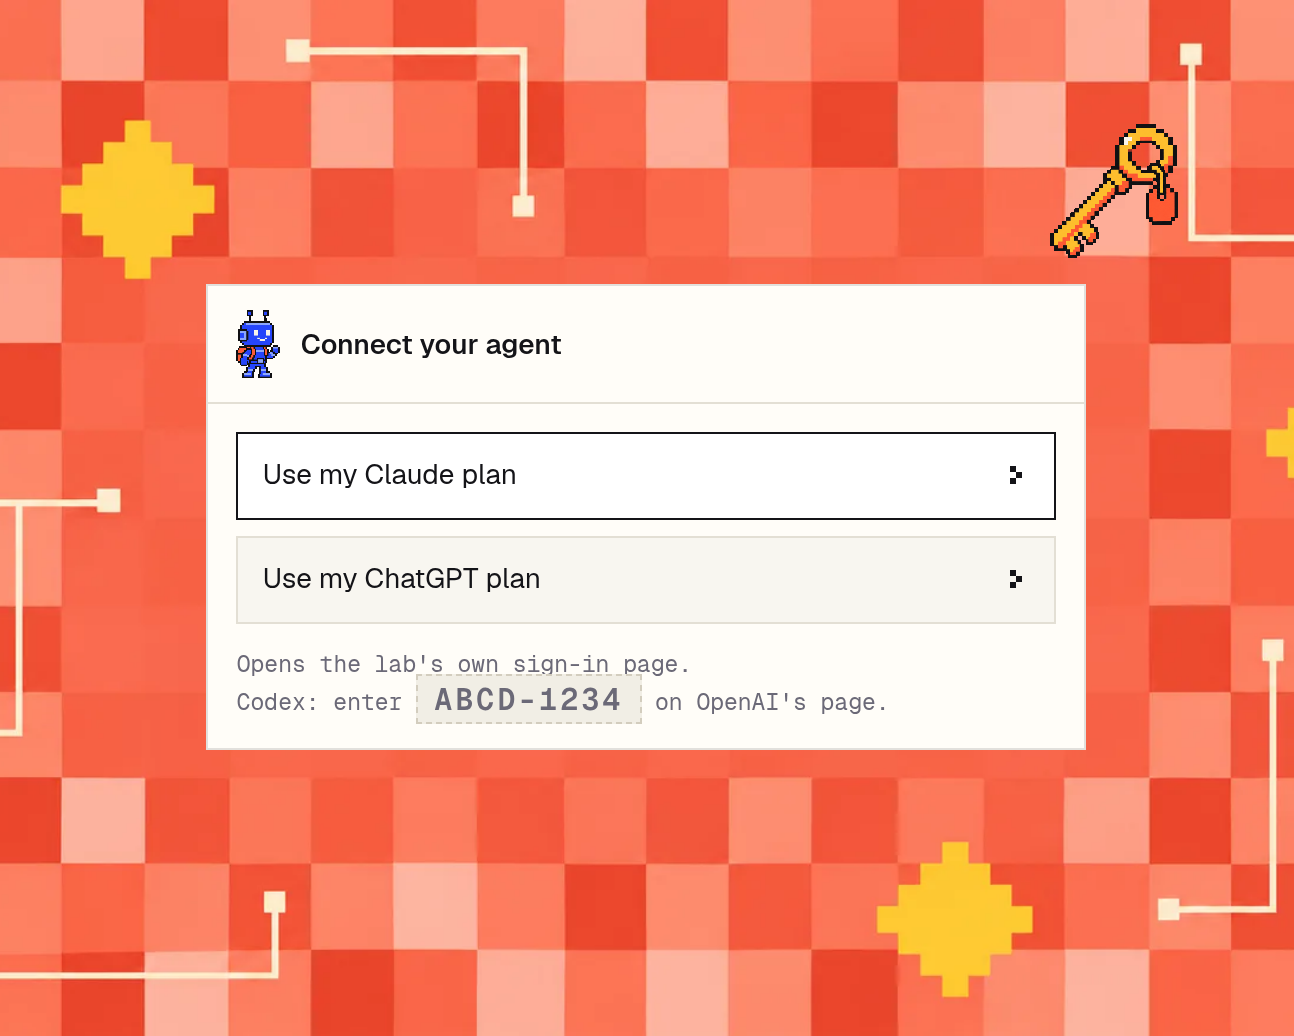 Connect your agent
Use my Claude plan
Use my ChatGPT plan
Opens the lab's own sign-in page.
Codex: enter ABCD-1234 on OpenAI's page.